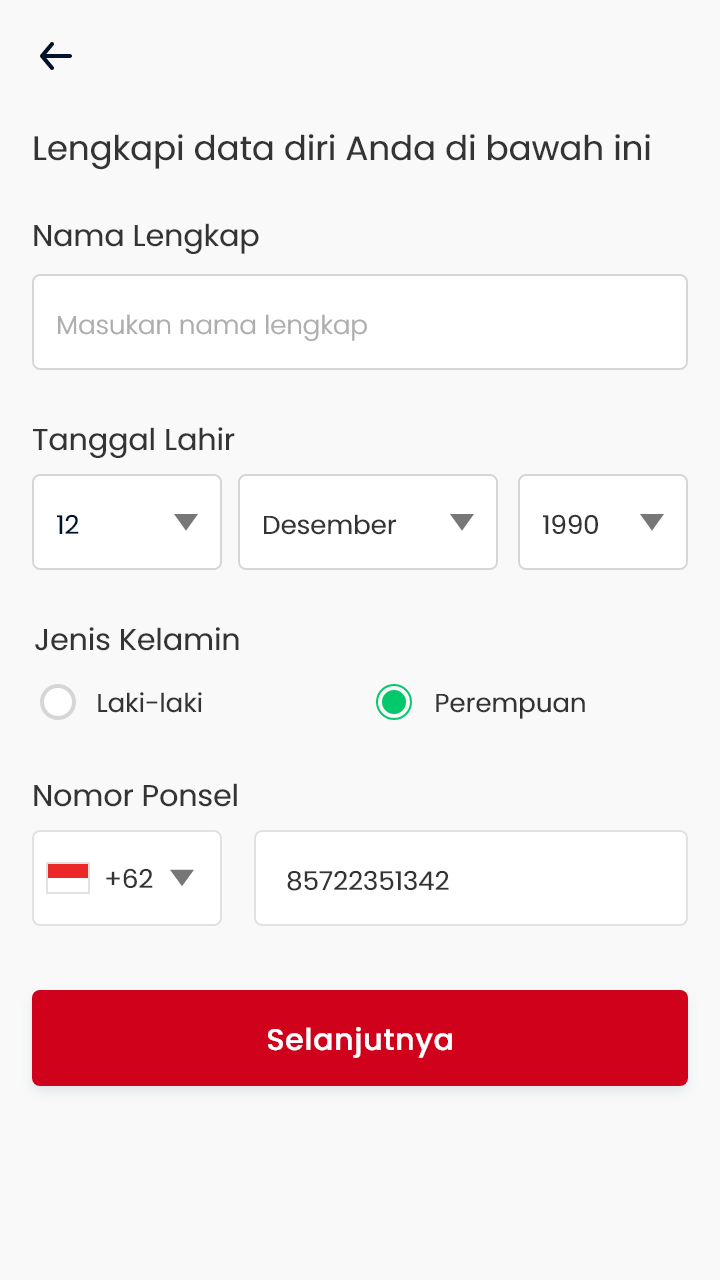 Lengkapi data diri Anda di bawah ini
Nama Lengkap
Masukan nama lengkap
Tanggal Lahir
12 Desember 1990
Jenis Kelamin
Laki-laki Perempuan
Nomor Ponsel
+62 85722351342
Selanjutnya